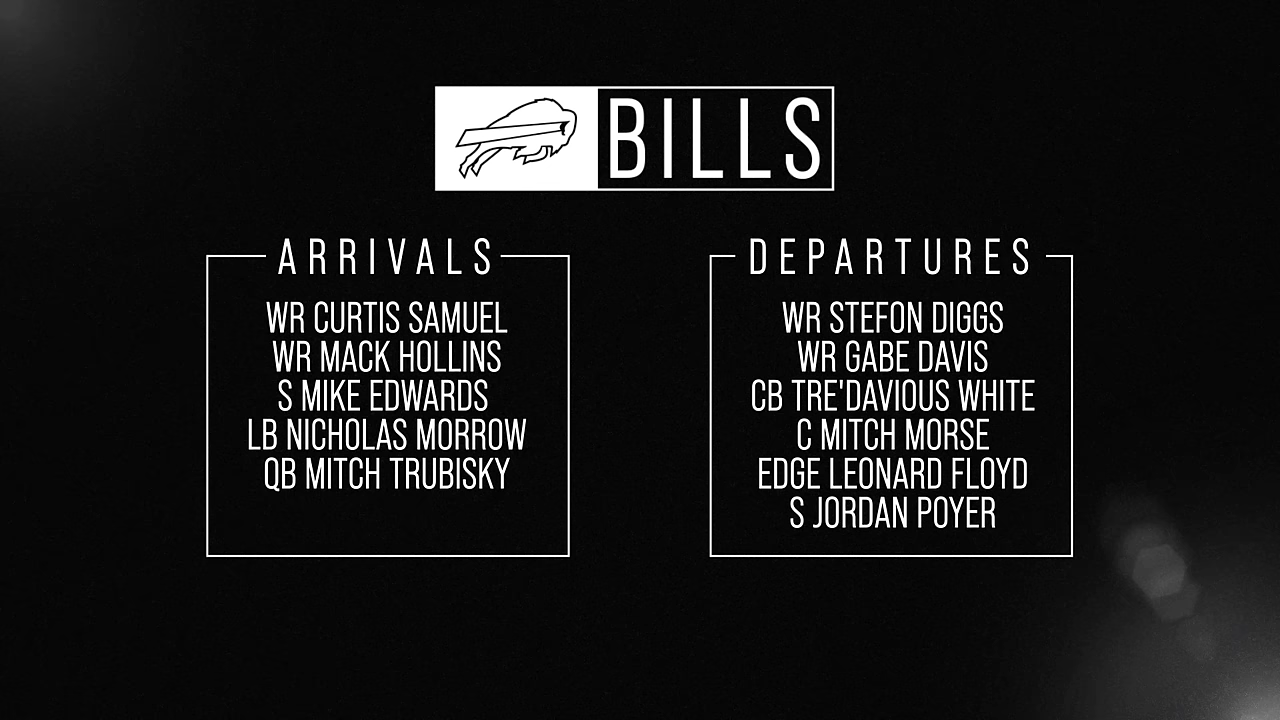 BILLS
ARRIVALS
WR CURTIS SAMUEL
WR MACK HOLLINS
S MIKE EDWARDS
LB NICHOLAS MORROW
QB MITCH TRUBISKY
DEPARTURES
WR STEFON DIGGS
WR GABE DAVIS
CB TRE'DAVIOUS WHITE
C MITCH MORSE
EDGE LEONARD FLOYD
S JORDAN POYER